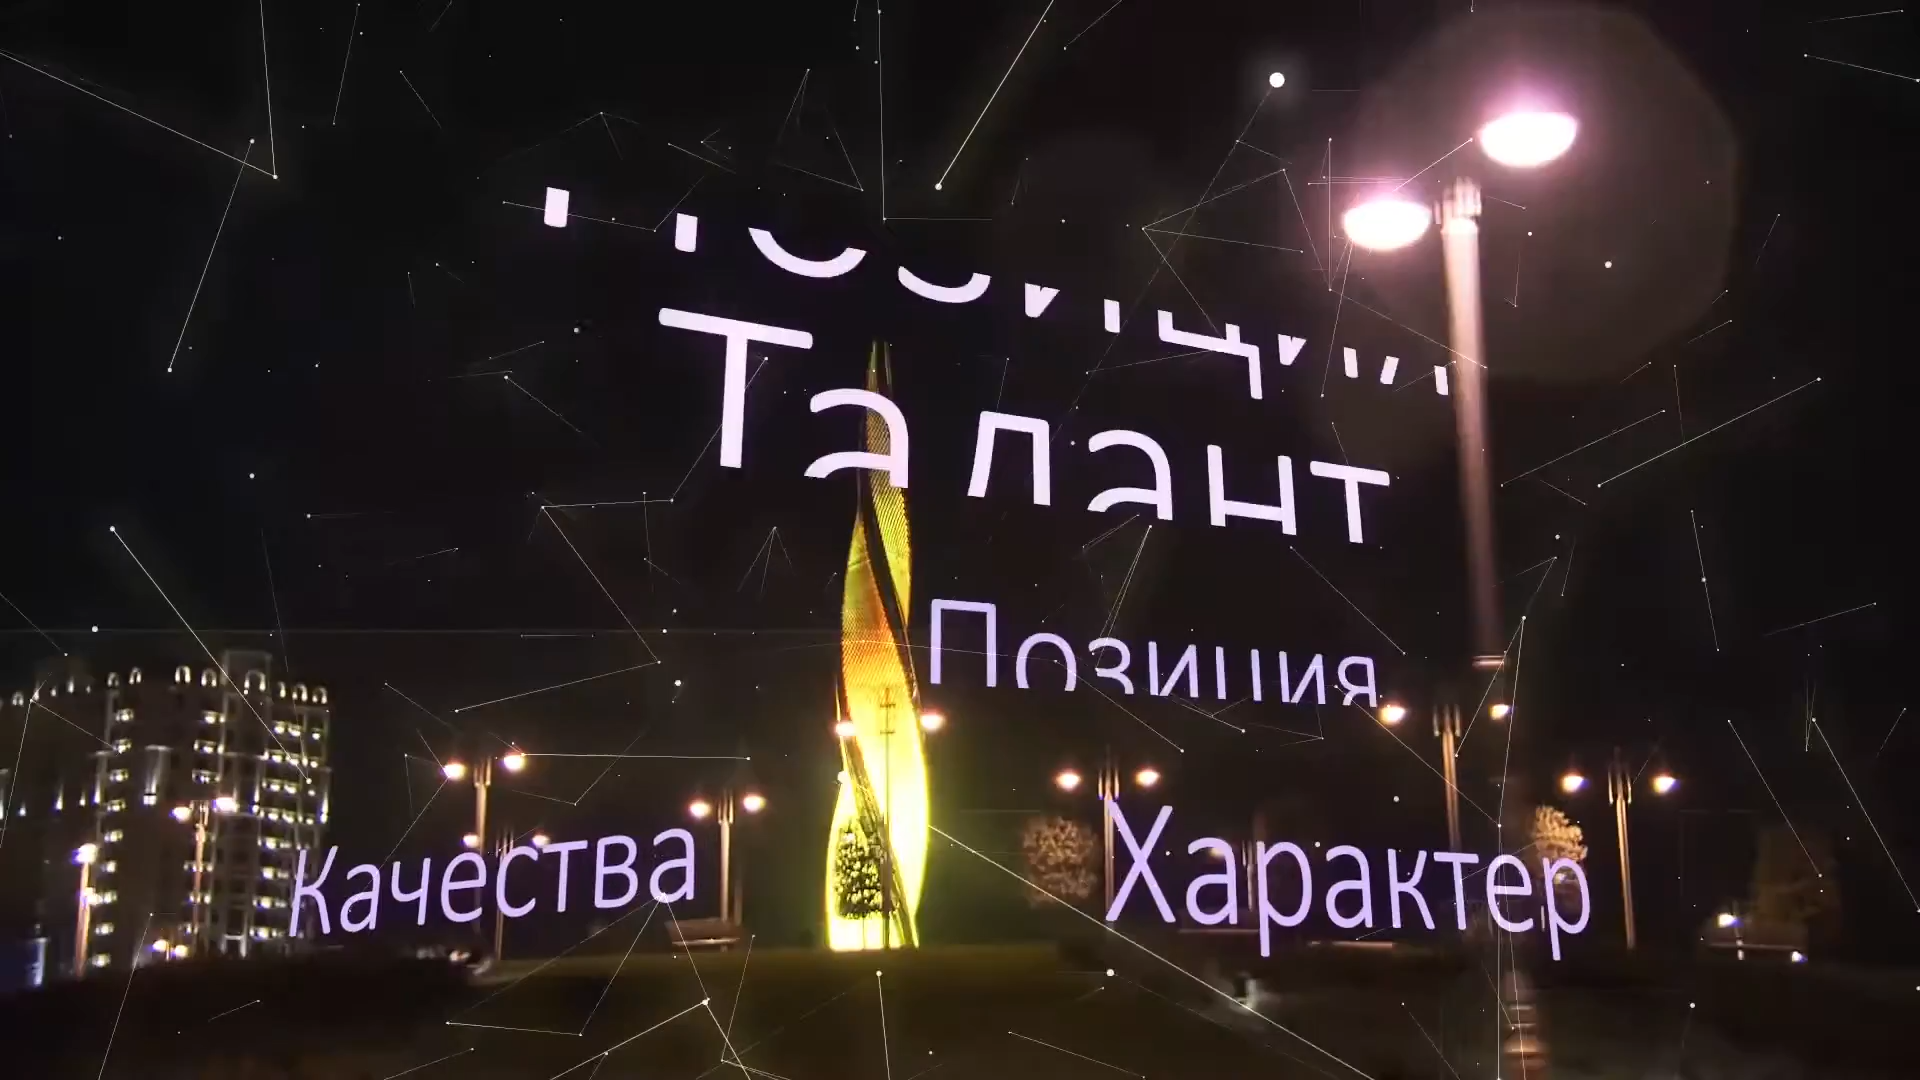 Талант
Позиция
Качества
Характер